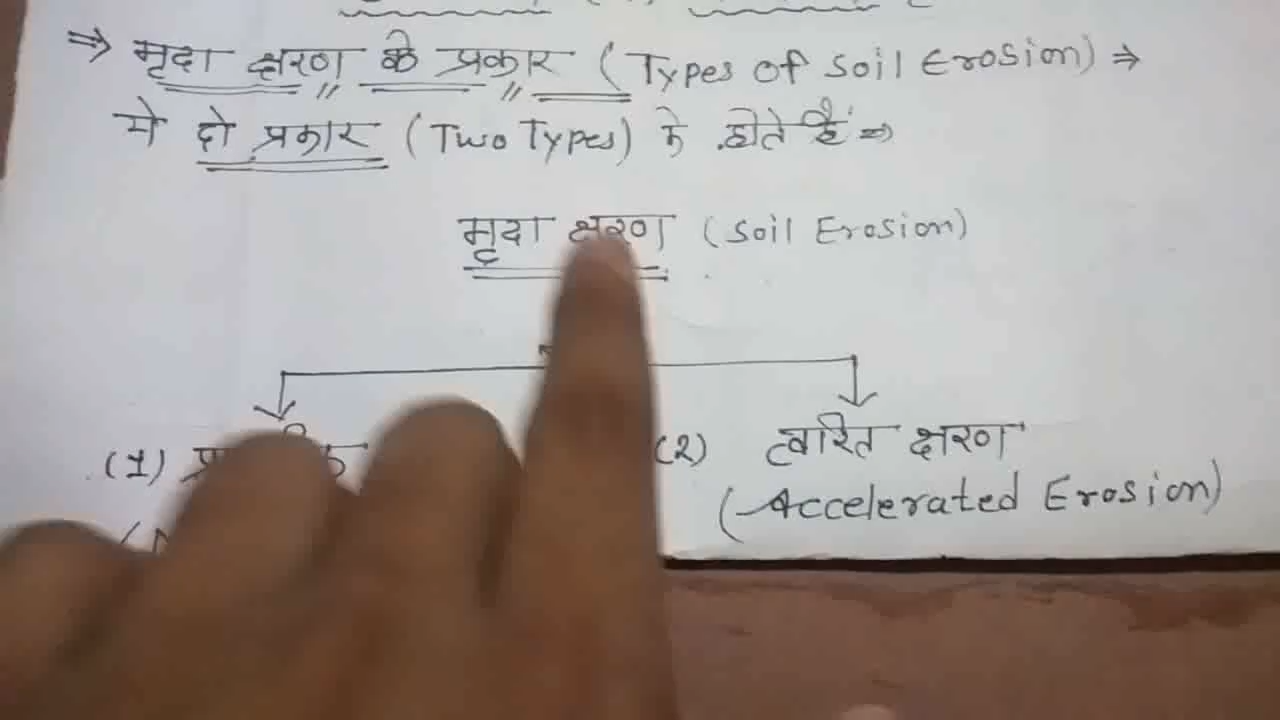 ⇒ मृदा क्षरण के प्रकार (Types of Soil Erosion) ⇒
ये दो प्रकार (Two Types) के होते हैं ⇒
मृदा क्षरण (Soil Erosion)
(1)
(2) त्वरित क्षरण
(Accelerated Erosion)